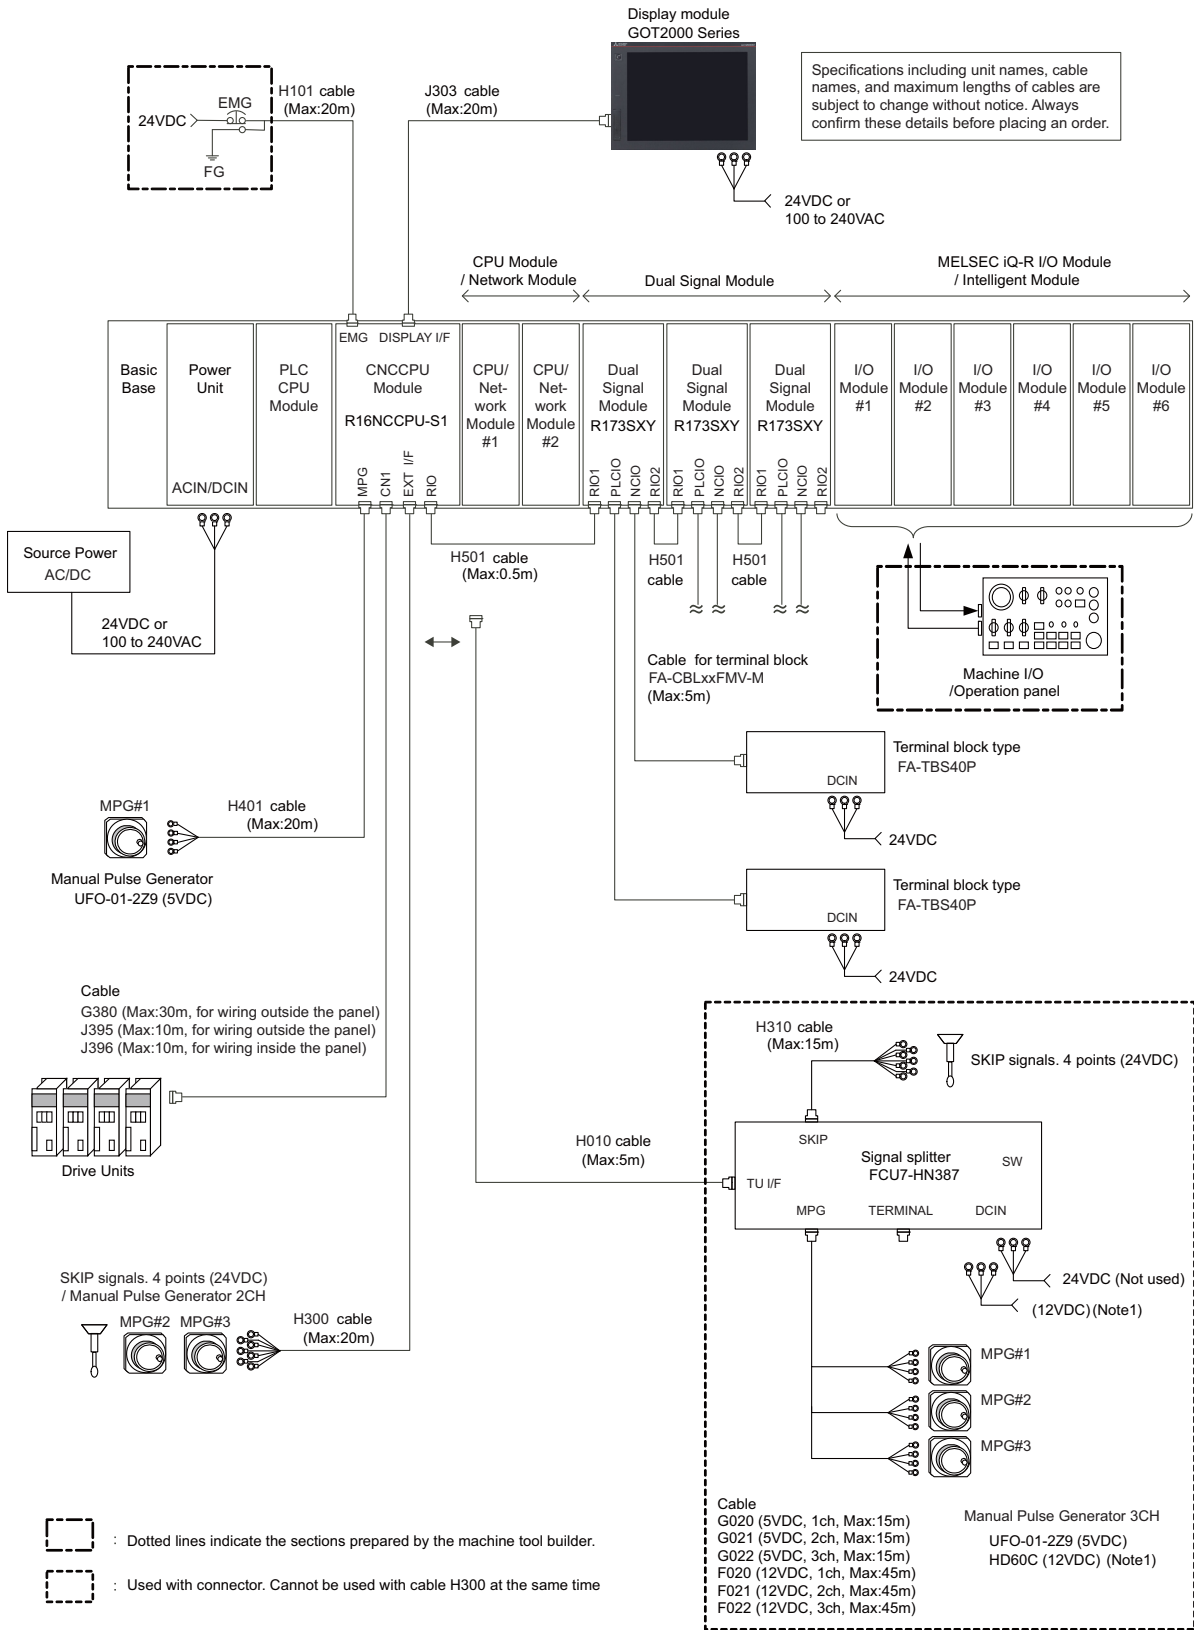 Display module
GOT2000 Series
Specifications including unit names, cable
names, and maximum lengths of cables are
subject to change without notice. Always
confirm these details before placing an order.
H101 cable
(Max:20m)
J303 cable
(Max:20m)
EMG
24VDC
FG
24VDC or
100 to 240VAC
CPU Module
/ Network Module
Dual Signal Module
MELSEC iQ-R I/O Module
/ Intelligent Module
EMG
DISPLAY I/F
Basic
Base
Power
Unit
ACIN/DCIN
PLC
CPU
Module
CNCCPU
Module
R16NCCPU-S1
MPG
CN1
EXT I/F
RIO
CPU/
Net-
work
Module
#1
CPU/
Net-
work
Module
#2
Dual
Signal
Module
R173SXY
RIO1
PLCIO
NCIO
RIO2
Dual
Signal
Module
R173SXY
RIO1
PLCIO
NCIO
RIO2
Dual
Signal
Module
R173SXY
RIO1
PLCIO
NCIO
RIO2
I/O
Module
#1
I/O
Module
#2
I/O
Module
#3
I/O
Module
#4
I/O
Module
#5
I/O
Module
#6
Source Power
AC/DC
24VDC or
100 to 240VAC
H501 cable
(Max:0.5m)
H501
cable
H501
cable
Machine I/O
/Operation panel
Cable for terminal block
FA-CBLxxFMV-M
(Max:5m)
DCIN
Terminal block type
FA-TBS40P
24VDC
DCIN
Terminal block type
FA-TBS40P
24VDC
MPG#1
H401 cable
(Max:20m)
Manual Pulse Generator
UFO-01-2Z9 (5VDC)
Cable
G380 (Max:30m, for wiring outside the panel)
J395 (Max:10m, for wiring outside the panel)
J396 (Max:10m, for wiring inside the panel)
Drive Units
H310 cable
(Max:15m)
SKIP signals. 4 points (24VDC)
H010 cable
(Max:5m)
SKIP
Signal splitter
FCU7-HN387
SW
TU I/F
MPG
TERMINAL
DCIN
24VDC (Not used)
(12VDC) (Note1)
SKIP signals. 4 points (24VDC)
/ Manual Pulse Generator 2CH
MPG#2 MPG#3
H300 cable
(Max:20m)
MPG#1
MPG#2
MPG#3
Cable
G020 (5VDC, 1ch, Max:15m)
G021 (5VDC, 2ch, Max:15m)
G022 (5VDC, 3ch, Max:15m)
F020 (12VDC, 1ch, Max:45m)
F021 (12VDC, 2ch, Max:45m)
F022 (12VDC, 3ch, Max:45m)
Manual Pulse Generator 3CH
UFO-01-2Z9 (5VDC)
HD60C (12VDC) (Note1)
: Dotted lines indicate the sections prepared by the machine tool builder.
: Used with connector. Cannot be used with cable H300 at the same time